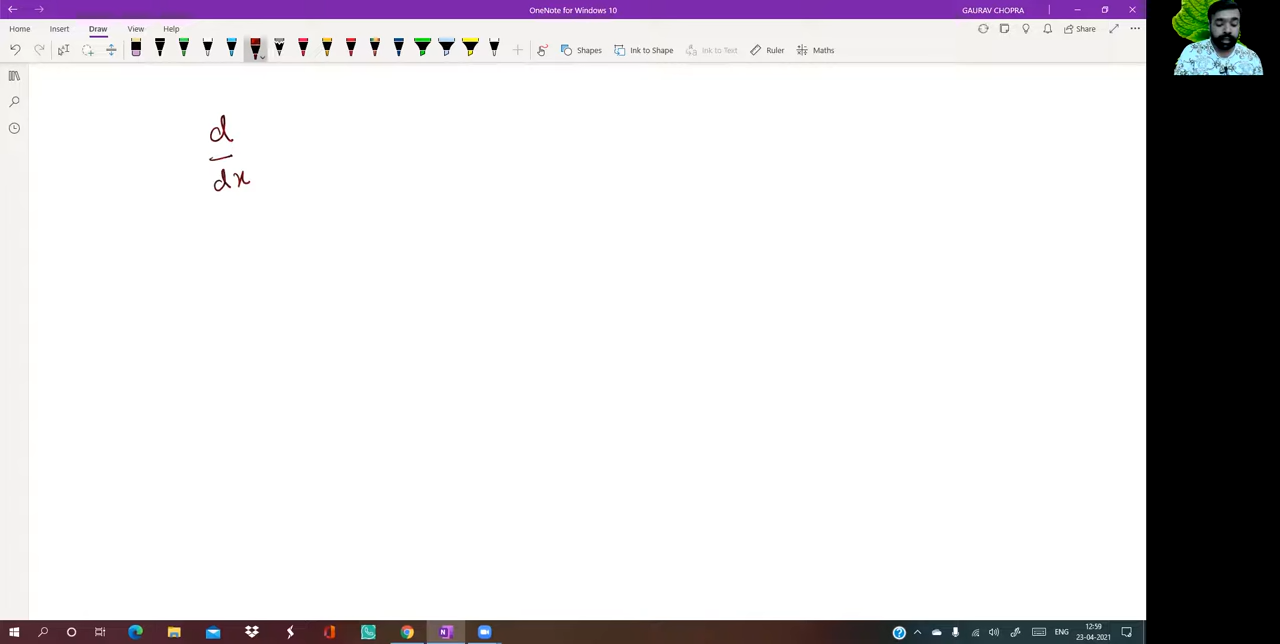 OneNote for Windows 10
GAURAV CHOPRA
Home Insert Draw View Help
Share
Shapes Ink to Shape Ink to Text Ruler Maths
d
dx
ENG
12:59
23-04-2021